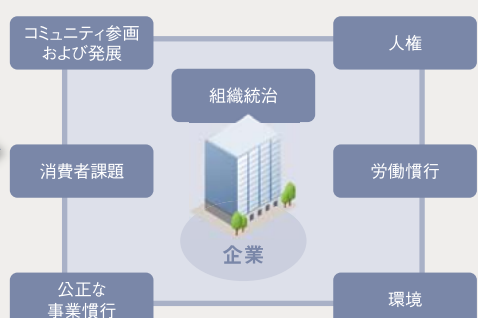 コミュニティ参画
および発展
人権
組織統治
消費者課題
労働慣行
企業
公正な
事業慣行
環境